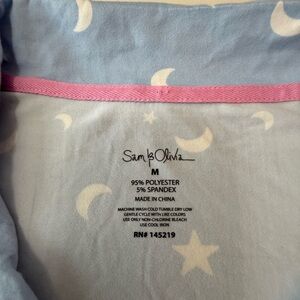 Sam & Olivia
M
95% POLYESTER
5% SPANDEX
MADE IN CHINA
MACHINE WASH COLD TUMBLE DRY LOW
GENTLE CYCLE WITH LIKE COLORS
USE ONLY NON-CHLORINE BLEACH
USE COOL IRON
RN# 145219